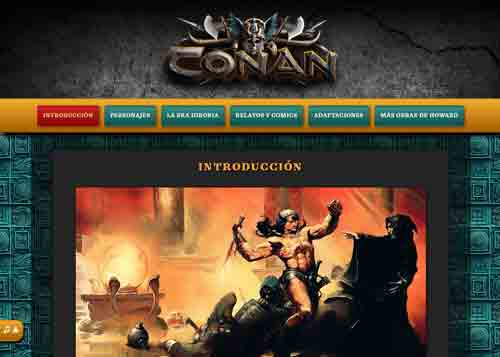 CONAN
INTRODUCCIÓN
PERSONAJES
LA ERA HIBORIA
RELATOS Y COMICS
ADAPTACIONES
MÁS OBRAS DE HOWARD
INTRODUCCIÓN